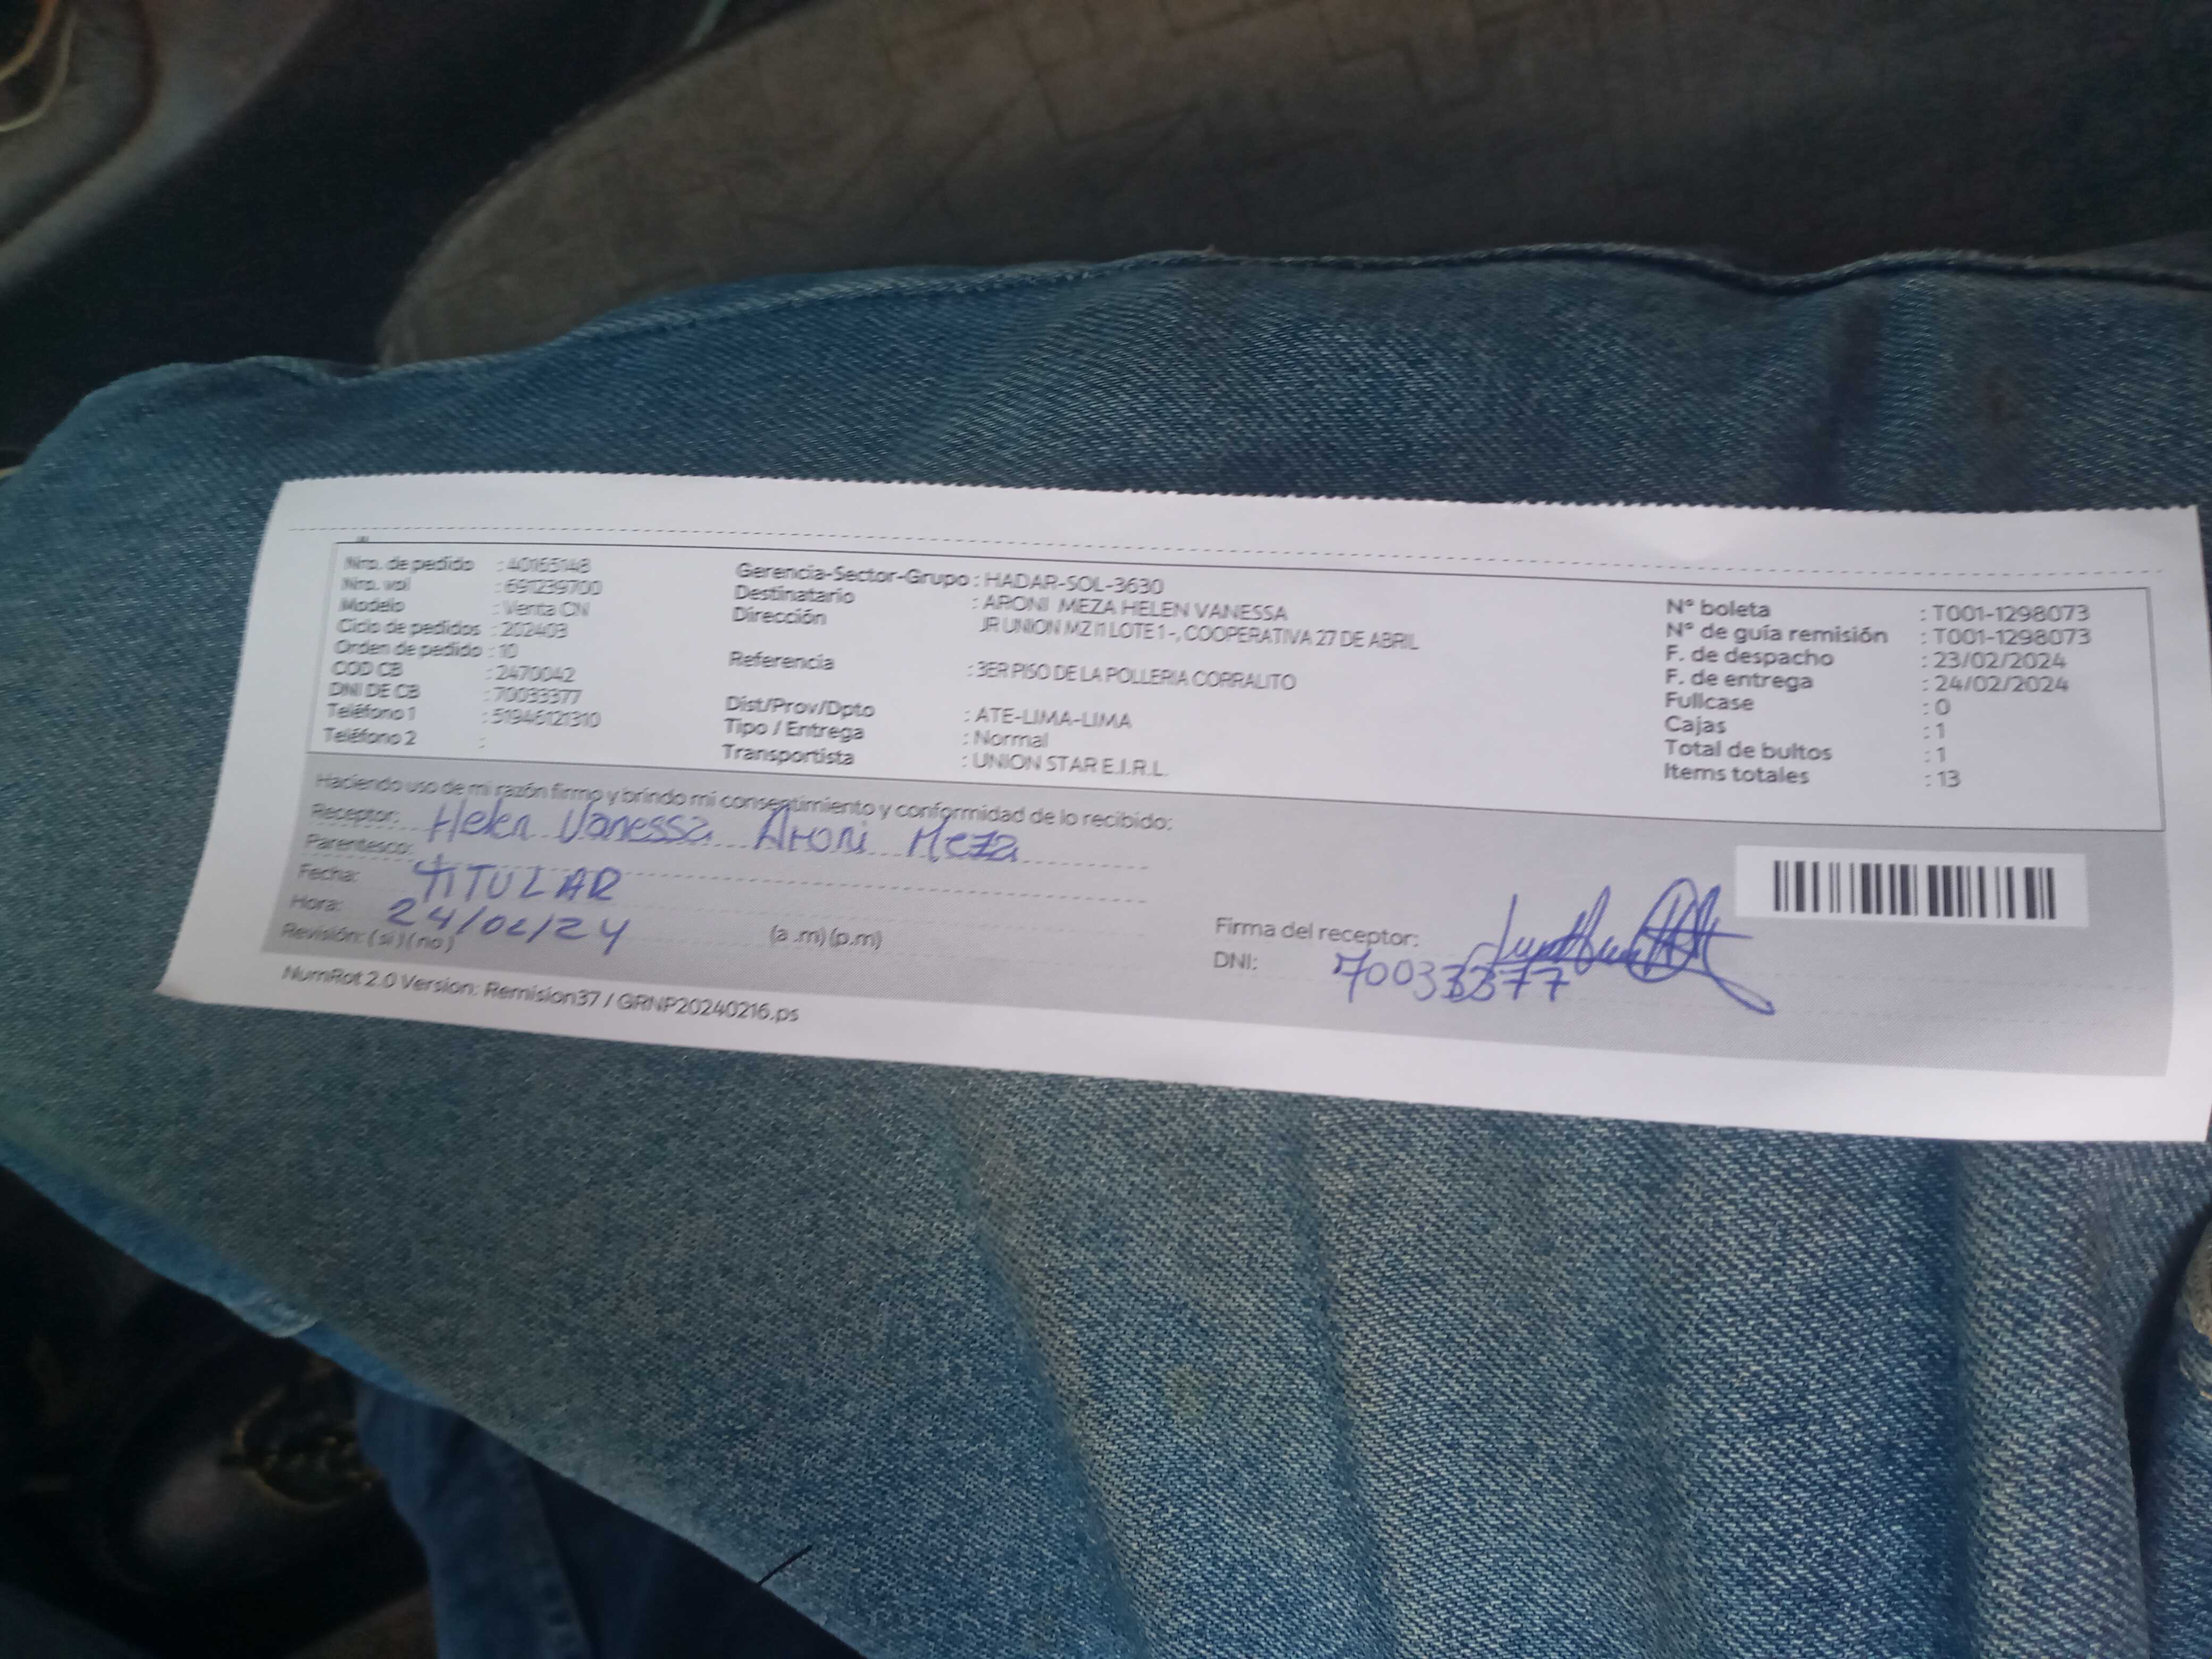 Nro. de pedido : 40165148
Nro. vol : 691239700
Modelo : Venta CN
Ciclo de pedidos : 202403
Orden de pedido : 10
COD CB : 2470042
DNI DE CB : 70033377
Teléfono 1 : 51946121310
Teléfono 2 :
Gerencia-Sector-Grupo : HADAR-SOL-3630
Destinatario : ARONI MEZA HELEN VANESSA
Dirección JR UNION MZ I1 LOTE 1 -, COOPERATIVA 27 DE ABRIL
Referencia : 3ER PISO DE LA POLLERIA CORRALITO
Dist/Prov/Dpto : ATE-LIMA-LIMA
Tipo / Entrega : Normal
Transportista : UNION STAR E.I.R.L.
N° boleta : T001-1298073
N° de guía remisión : T001-1298073
F. de despacho : 23/02/2024
F. de entrega : 24/02/2024
Fullcase : 0
Cajas : 1
Total de bultos : 1
Items totales : 13
Haciendo uso de mi razón firmo y brindo mi consentimiento y conformidad de lo recibido:
Receptor: Helen Vanessa Aroni Meza
Parentesco: TITULAR
Fecha: 24/02/24
Hora: (a .m) (p.m)
Revisión: ( si ) ( no )
Firma del receptor:
DNI: 70033377
NumRot 2.0 Version: Remision37 / GRNP20240216.ps